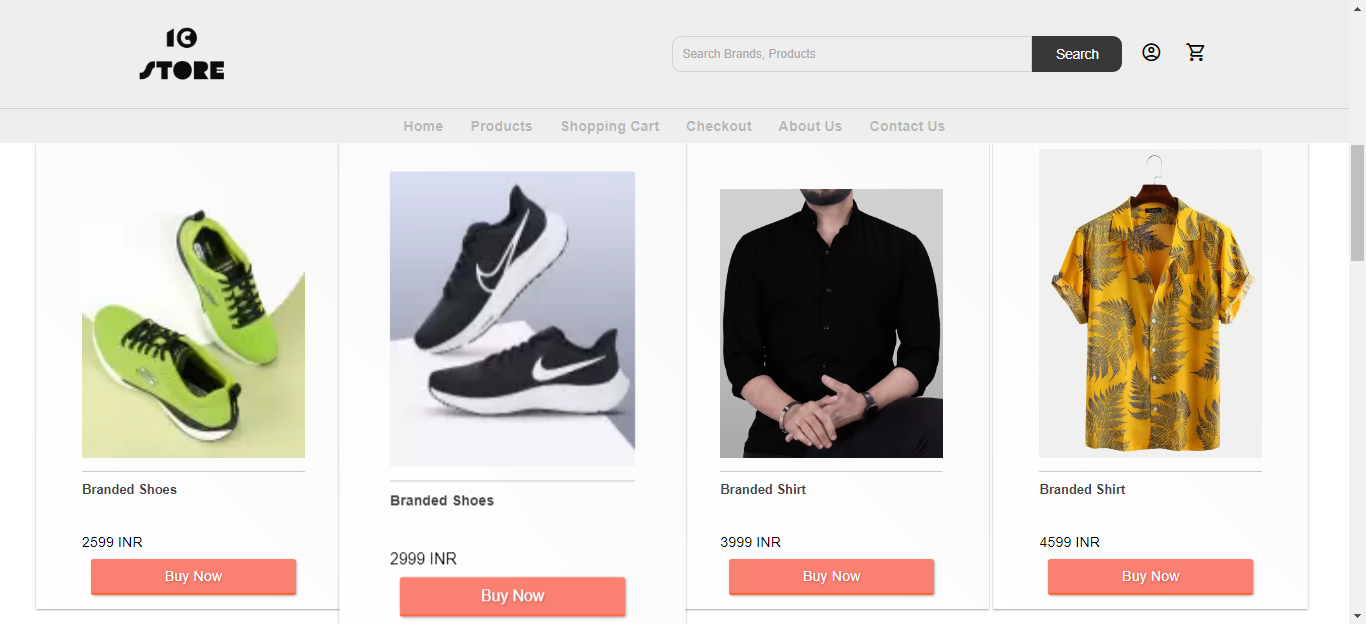 10
STORE
Search Brands, Products
Search
Home
Products
Shopping Cart
Checkout
About Us
Contact Us
Branded Shoes
2599 INR
Buy Now
Branded Shoes
2999 INR
Buy Now
Branded Shirt
3999 INR
Buy Now
Branded Shirt
4599 INR
Buy Now